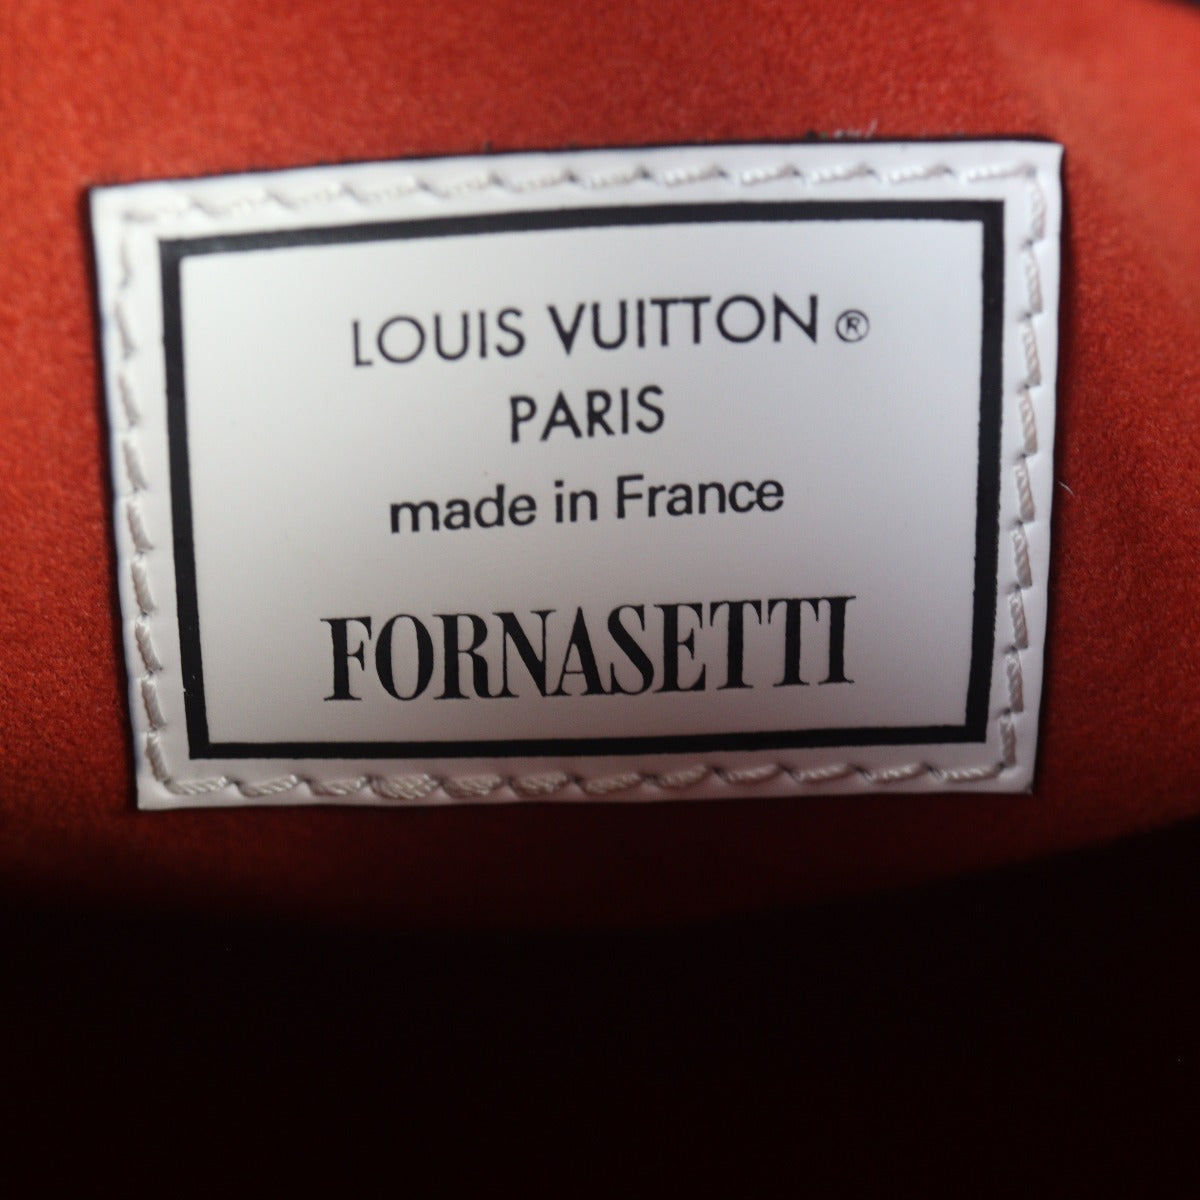 LOUIS VUITTON ®
PARIS
made in France
FORNASETTI